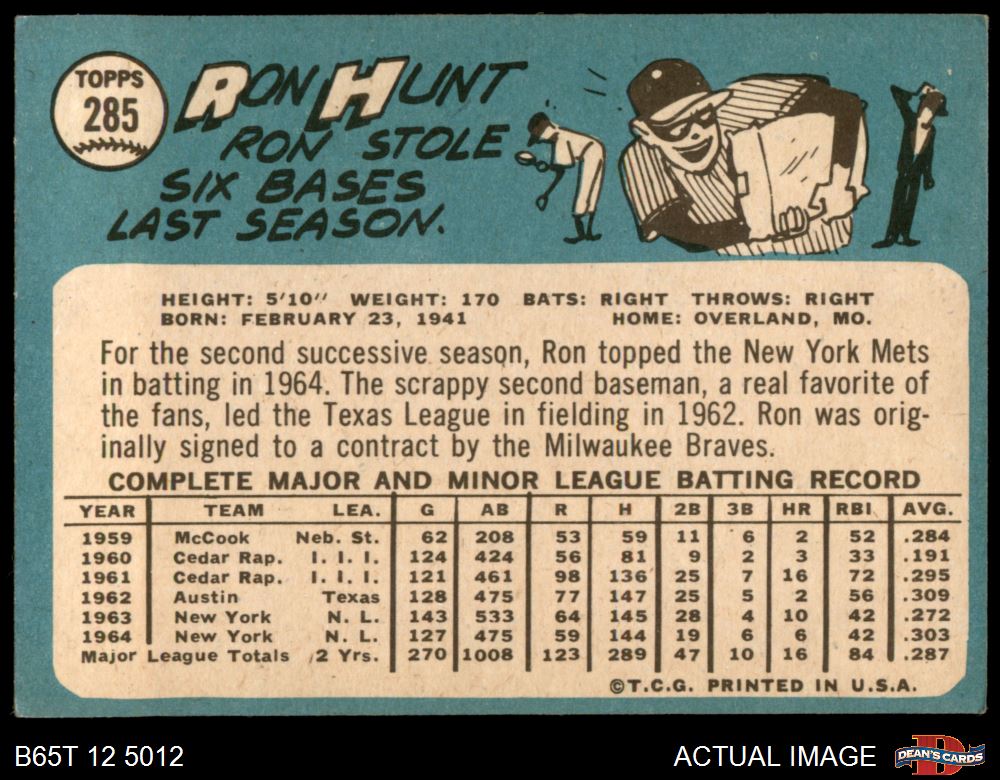 TOPPS
285
RON HUNT
RON STOLE
SIX BASES
LAST SEASON.
HEIGHT: 5'10" WEIGHT: 170 BATS: RIGHT THROWS: RIGHT
BORN: FEBRUARY 23, 1941 HOME: OVERLAND, MO.
For the second successive season, Ron topped the New York Mets
in batting in 1964. The scrappy second baseman, a real favorite of
the fans, led the Texas League in fielding in 1962. Ron was orig-
inally signed to a contract by the Milwaukee Braves.
COMPLETE MAJOR AND MINOR LEAGUE BATTING RECORD
YEAR TEAM LEA. G AB R H 2B 3B HR RBI AVG.
1959 McCook Neb. St. 62 208 53 59 11 6 2 52 .284
1960 Cedar Rap. I. I. I. 124 424 56 81 9 2 3 33 .191
1961 Cedar Rap. I. I. I. 121 461 98 136 25 7 16 72 .295
1962 Austin Texas 128 475 77 147 25 5 2 56 .309
1963 New York N. L. 143 533 64 145 28 4 10 42 .272
1964 New York N. L. 127 475 59 144 19 6 6 42 .303
Major League Totals 2 Yrs. 270 1008 123 289 47 10 16 84 .287
©T.C.G. PRINTED IN U.S.A.
B65T 12 5012 ACTUAL IMAGE DEAN'S CARDS